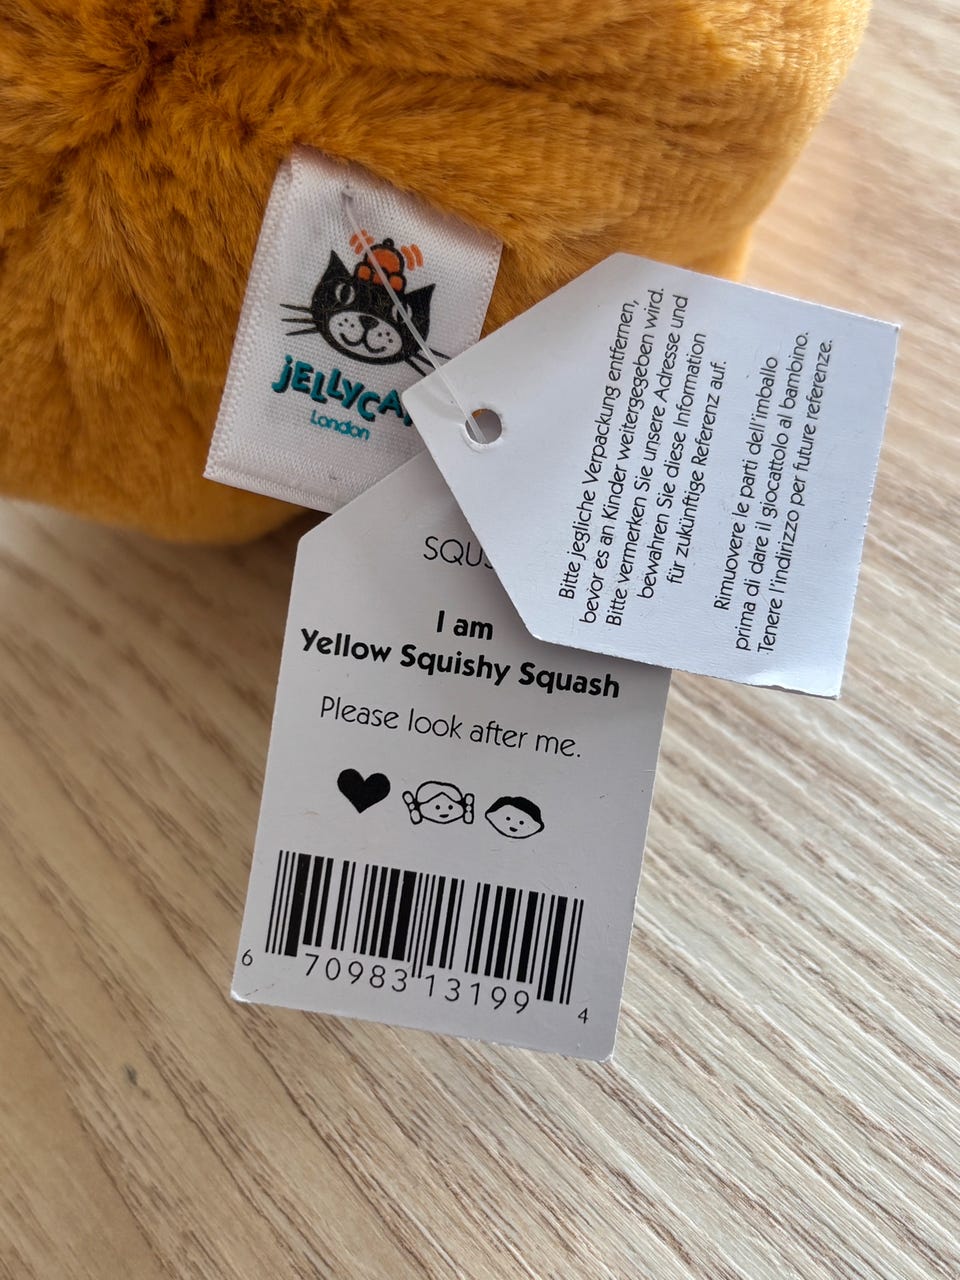 JELLYCA
London
SQUS
I am
Yellow Squishy Squash
Please look after me.
6 70983 13199 4
Bitte jegliche Verpackung entfernen,
bevor es an Kinder weitergegeben wird.
Bitte vermerken Sie unsere Adresse und
bewahren Sie diese Information
für zukünftige Referenz auf.
Rimuovere le parti dell'imballo
prima di dare il giocattolo al bambino.
Tenere l'indirizzo per future referenze.